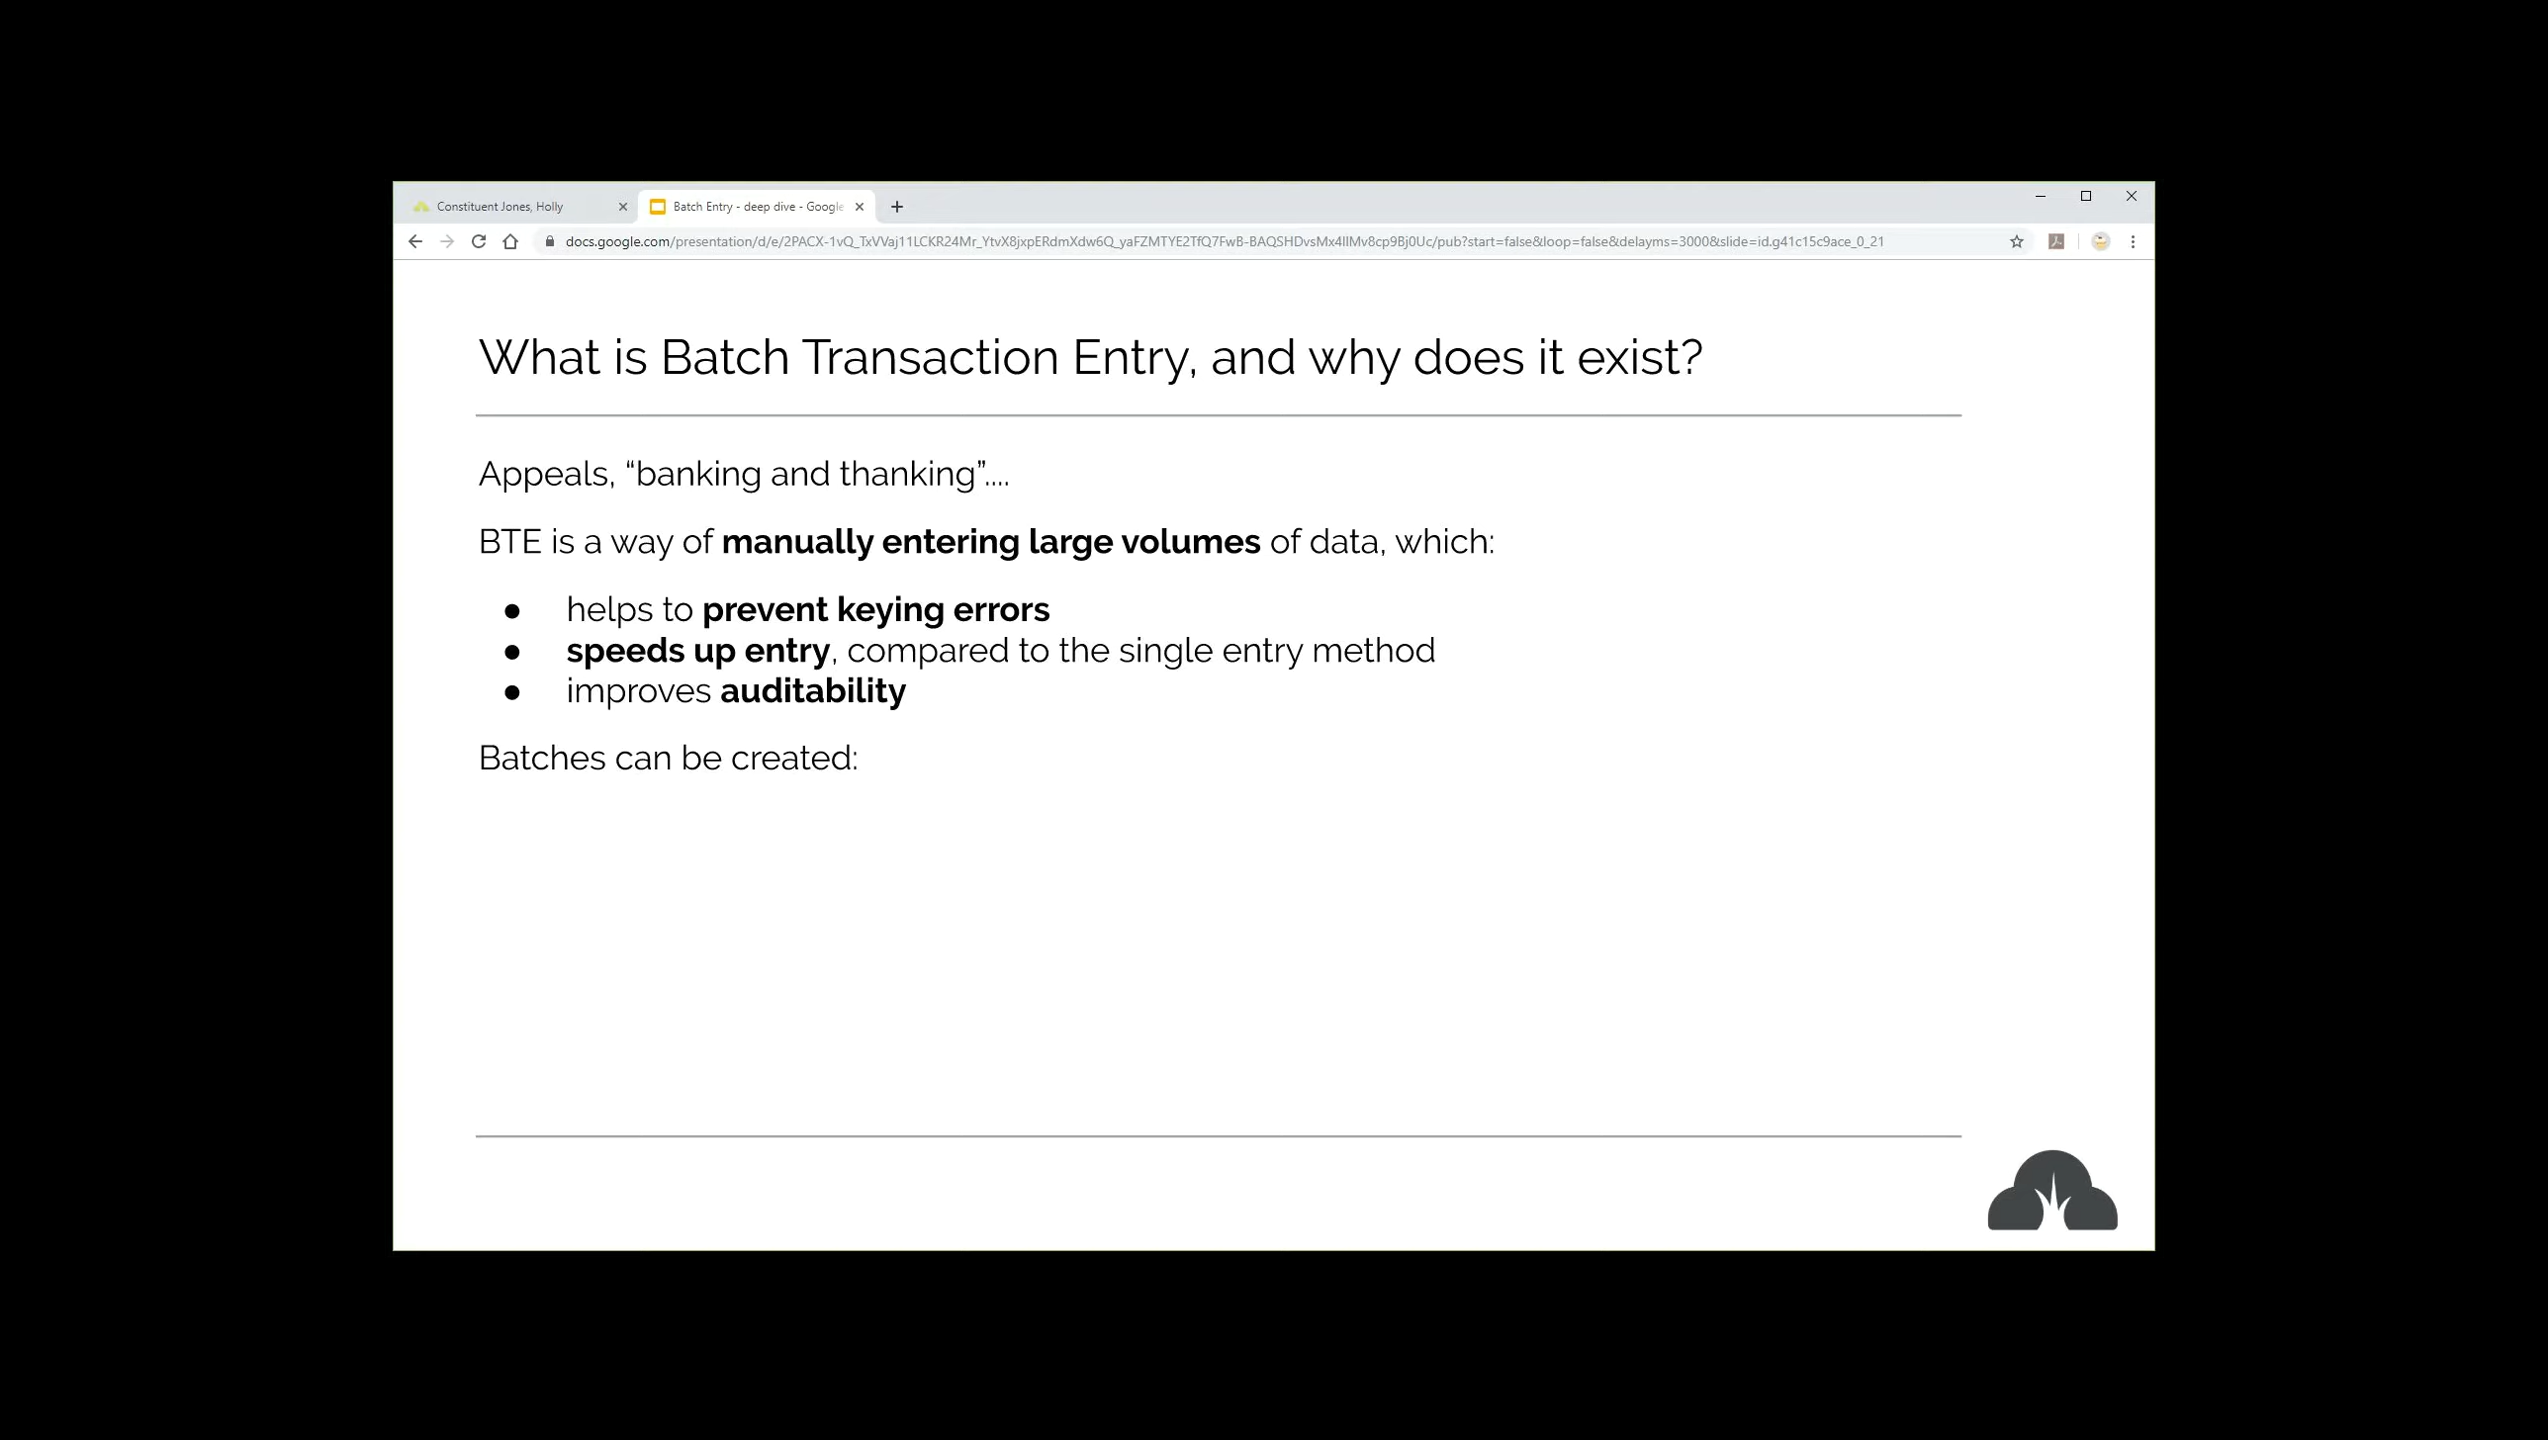 Constituent Jones, Holly
Batch Entry - deep dive - Google
docs.google.com/presentation/d/e/2PACX-1vQ_TxVVaj11LCKR24Mr_YtvX8jxpERdmXdw6Q_yaFZMTYE2TfQ7FwB-BAQSHDvsMx4IIMv8cp9Bj0Uc/pub?start=false&loop=false&delayms=3000&slide=id.g41c15c9ace_0_21
What is Batch Transaction Entry, and why does it exist?
Appeals, “banking and thanking”....
BTE is a way of manually entering large volumes of data, which:
● helps to prevent keying errors
● speeds up entry, compared to the single entry method
● improves auditability
Batches can be created: